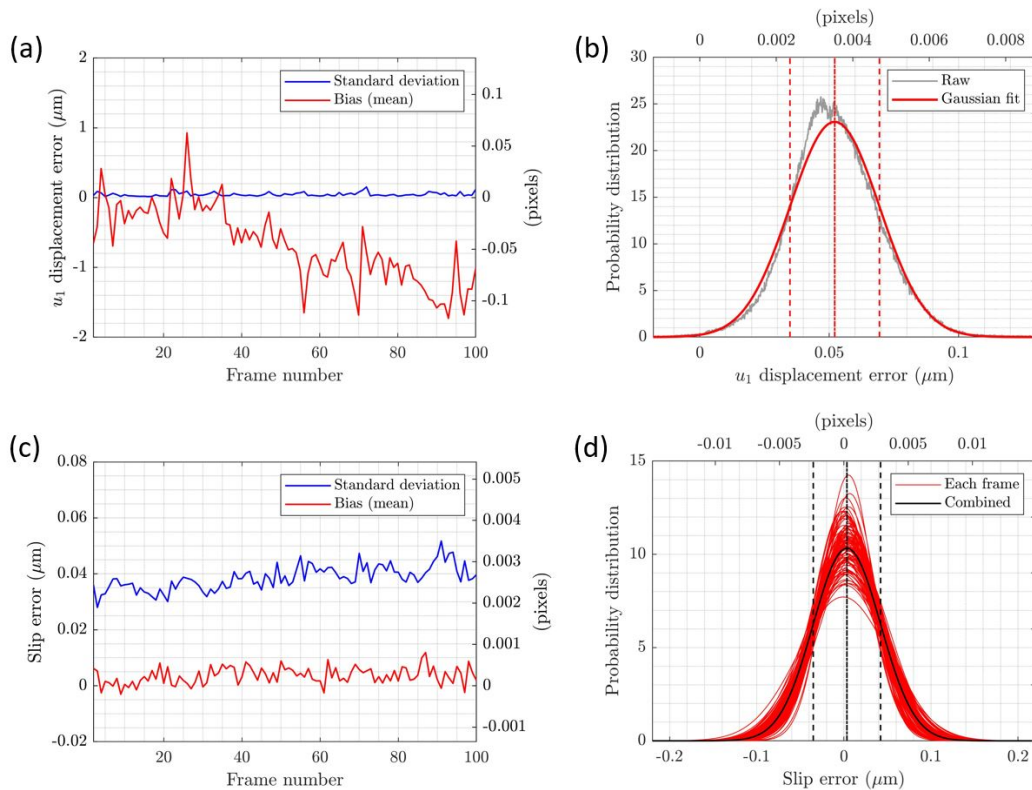 (a)
2
1
0
-1
-2
u1 displacement error (μm)
Standard deviation
Bias (mean)
0.1
0.05
0
-0.05
-0.1
(pixels)
20 40 60 80 100
Frame number
(b)
(pixels)
0 0.002 0.004 0.006 0.008
30
25
20
15
10
5
0
Probability distribution
Raw
Gaussian fit
0 0.05 0.1
u1 displacement error (μm)
(c)
0.08
0.06
0.04
0.02
0
-0.02
Slip error (μm)
Standard deviation
Bias (mean)
0.005
0.004
0.003
0.002
0.001
0
-0.001
(pixels)
20 40 60 80 100
Frame number
(d)
(pixels)
-0.01 -0.005 0 0.005 0.01
15
10
5
0
Probability distribution
Each frame
Combined
-0.2 -0.1 0 0.1 0.2
Slip error (μm)